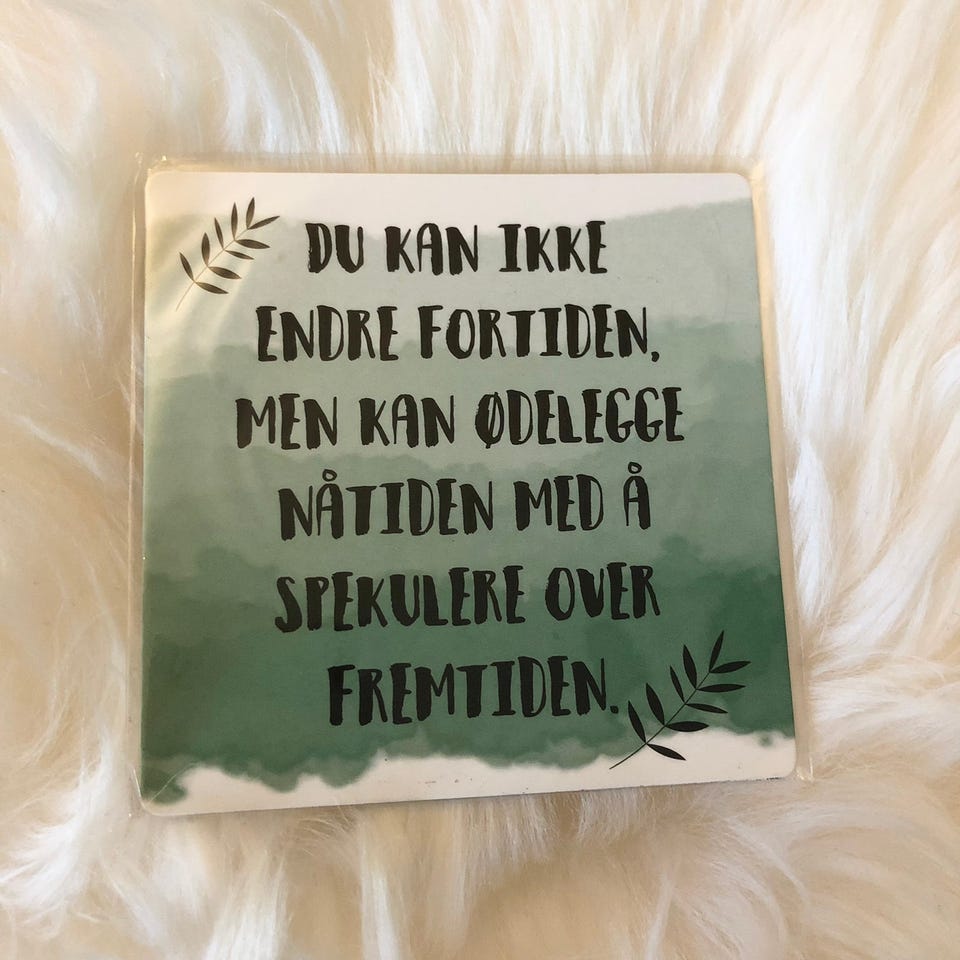 DU KAN IKKE
ENDRE FORTIDEN,
MEN KAN ØDELEGGE
NÅTIDEN MED Å
SPEKULERE OVER
FREMTIDEN.